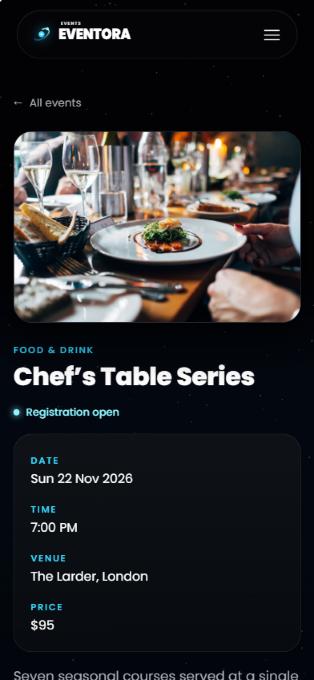 EVENTS
EVENTORA
← All events
FOOD & DRINK
Chef’s Table Series
Registration open
DATE
Sun 22 Nov 2026
TIME
7:00 PM
VENUE
The Larder, London
PRICE
$95
Seven seasonal courses served at a single